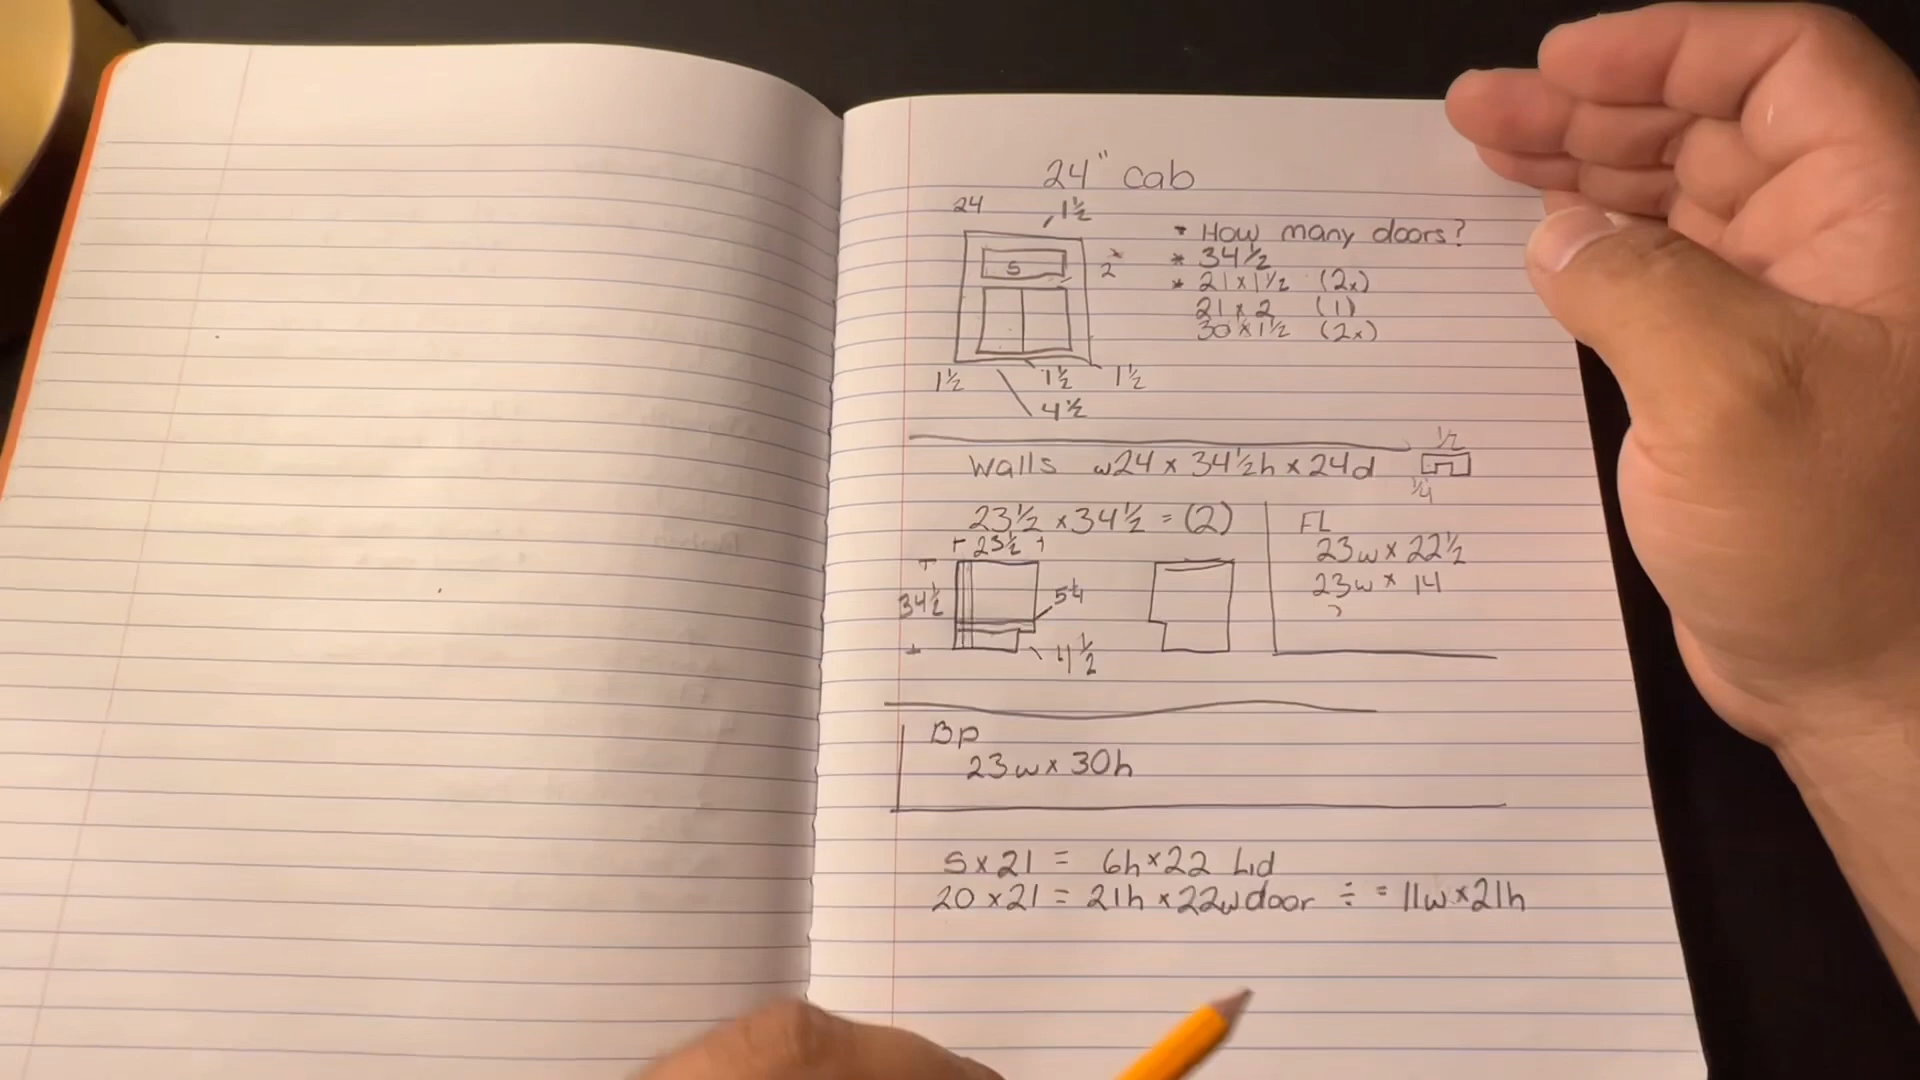 24" cab
24
1½
S
2
* How many doors?
* 34½
* 21 x 1½ (2x)
21 x 2 (1)
30 x 1½ (2x)
1½
1½
1½
4½
Walls w24 x 34½h x 24d
½
¼
23½ x 34½ = (2)
23½
34½
5¼
4½
FL
23w x 22½
23w x 14
Bp
23w x 30h
5 x 21 = 6h x 22 Lid
20 x 21 = 21h x 22w door ÷ = 11w x 21h